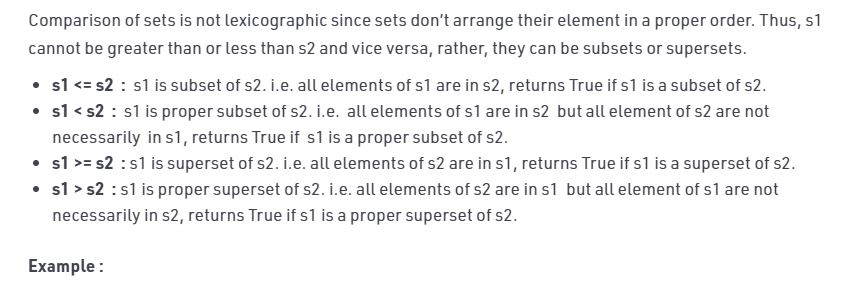 Comparison of sets is not lexicographic since sets don't arrange their element in a proper order. Thus, s1
cannot be greater than or less than s2 and vice versa, rather, they can be subsets or supersets.
• s1 <= s2 : s1 is subset of s2. i.e. all elements of s1 are in s2, returns True if s1 is a subset of s2.
• s1 < s2 : s1 is proper subset of s2. i.e. all elements of s1 are in s2 but all element of s2 are not
necessarily in s1, returns True if s1 is a proper subset of s2.
• s1 >= s2 : s1 is superset of s2. i.e. all elements of s2 are in s1, returns True if s1 is a superset of s2.
• s1 > s2 : s1 is proper superset of s2. i.e. all elements of s2 are in s1 but all element of s1 are not
necessarily in s2, returns True if s1 is a proper superset of s2.
Example :